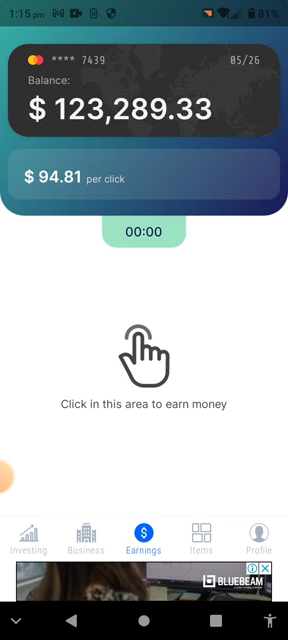 1:15 pm
81%
**** 7439
05/26
Balance:
$ 123,289.33
$ 94.81 per click
00:00
Click in this area to earn money
Investing
Business
Earnings
Items
Profile
BLUEBEAM